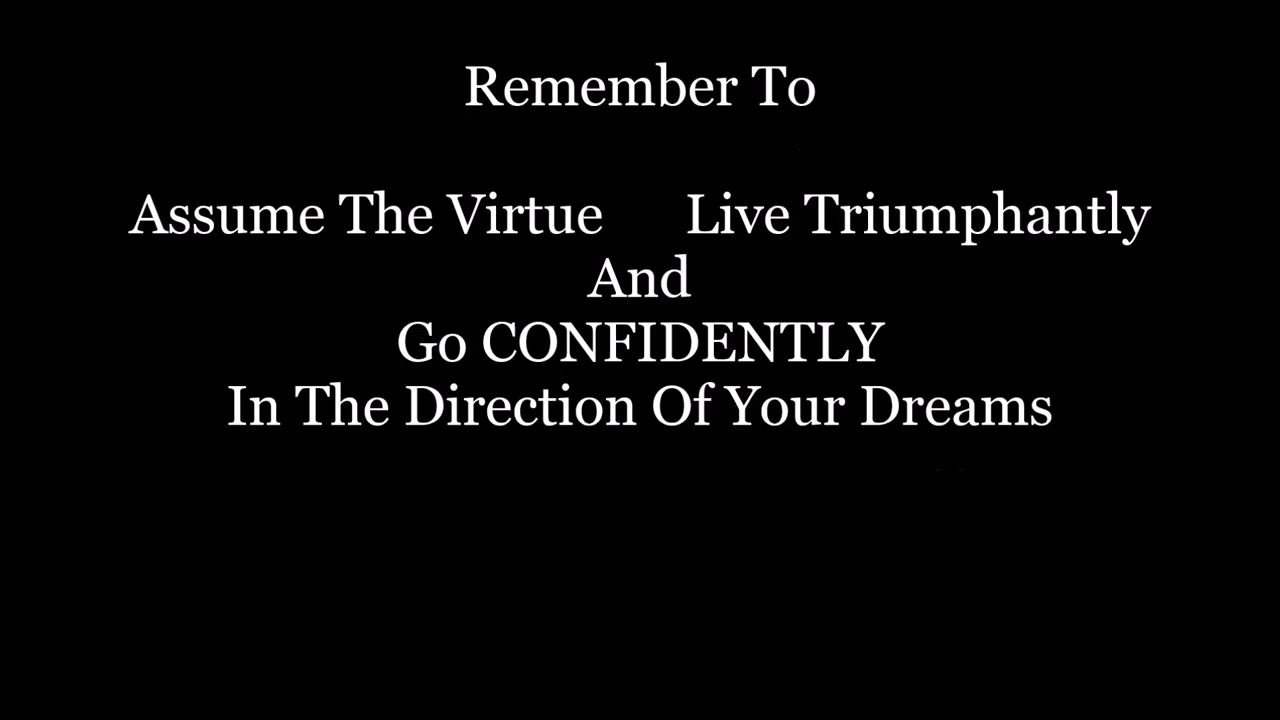 Remember To
Assume The Virtue Live Triumphantly
And
Go CONFIDENTLY
In The Direction Of Your Dreams